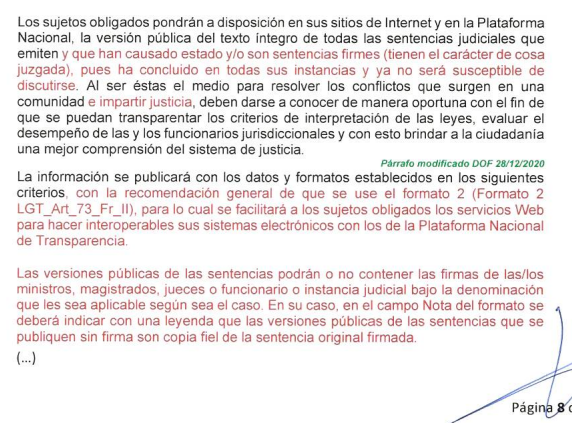 Los sujetos obligados pondrán a disposición en sus sitios de Internet y en la Plataforma
Nacional, la versión pública del texto íntegro de todas las sentencias judiciales que
emiten y que han causado estado y/o son sentencias firmes (tienen el carácter de cosa
juzgada), pues ha concluido en todas sus instancias y ya no será susceptible de
discutirse. Al ser éstas el medio para resolver los conflictos que surgen en una
comunidad e impartir justicia, deben darse a conocer de manera oportuna con el fin de
que se puedan transparentar los criterios de interpretación de las leyes, evaluar el
desempeño de las y los funcionarios jurisdiccionales y con esto brindar a la ciudadanía
una mejor comprensión del sistema de justicia.
Párrafo modificado DOF 28/12/2020
La información se publicará con los datos y formatos establecidos en los siguientes
criterios, con la recomendación general de que se use el formato 2 (Formato 2
LGT_Art_73_Fr_II), para lo cual se facilitará a los sujetos obligados los servicios Web
para hacer interoperables sus sistemas electrónicos con los de la Plataforma Nacional
de Transparencia.
Las versiones públicas de las sentencias podrán o no contener las firmas de las/los
ministros, magistrados, jueces o funcionario o instancia judicial bajo la denominación
que les sea aplicable según sea el caso. En su caso, en el campo Nota del formato se
deberá indicar con una leyenda que las versiones públicas de las sentencias que se
publiquen sin firma son copia fiel de la sentencia original firmada.
(...)
Página 8